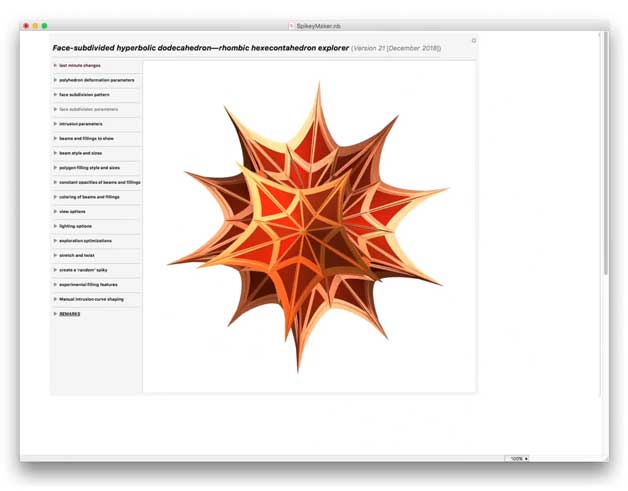 SpikeyMaker.nb
Face-subdivided hyperbolic dodecahedron—rhombic hexecontahedron explorer (Version 21 [December 2018])
last minute changes
polyhedron deformation parameters
face subdivision pattern
face subdivision parameters
intrusion parameters
beams and fillings to show
beam style and sizes
polygon filling style and sizes
constant opacities of beams and fillings
coloring of beams and fillings
view options
lighting options
exploration optimizations
stretch and twist
create a 'random' spiky
experimental filling features
Manual intrusion curve shaping
REMARKS
100%